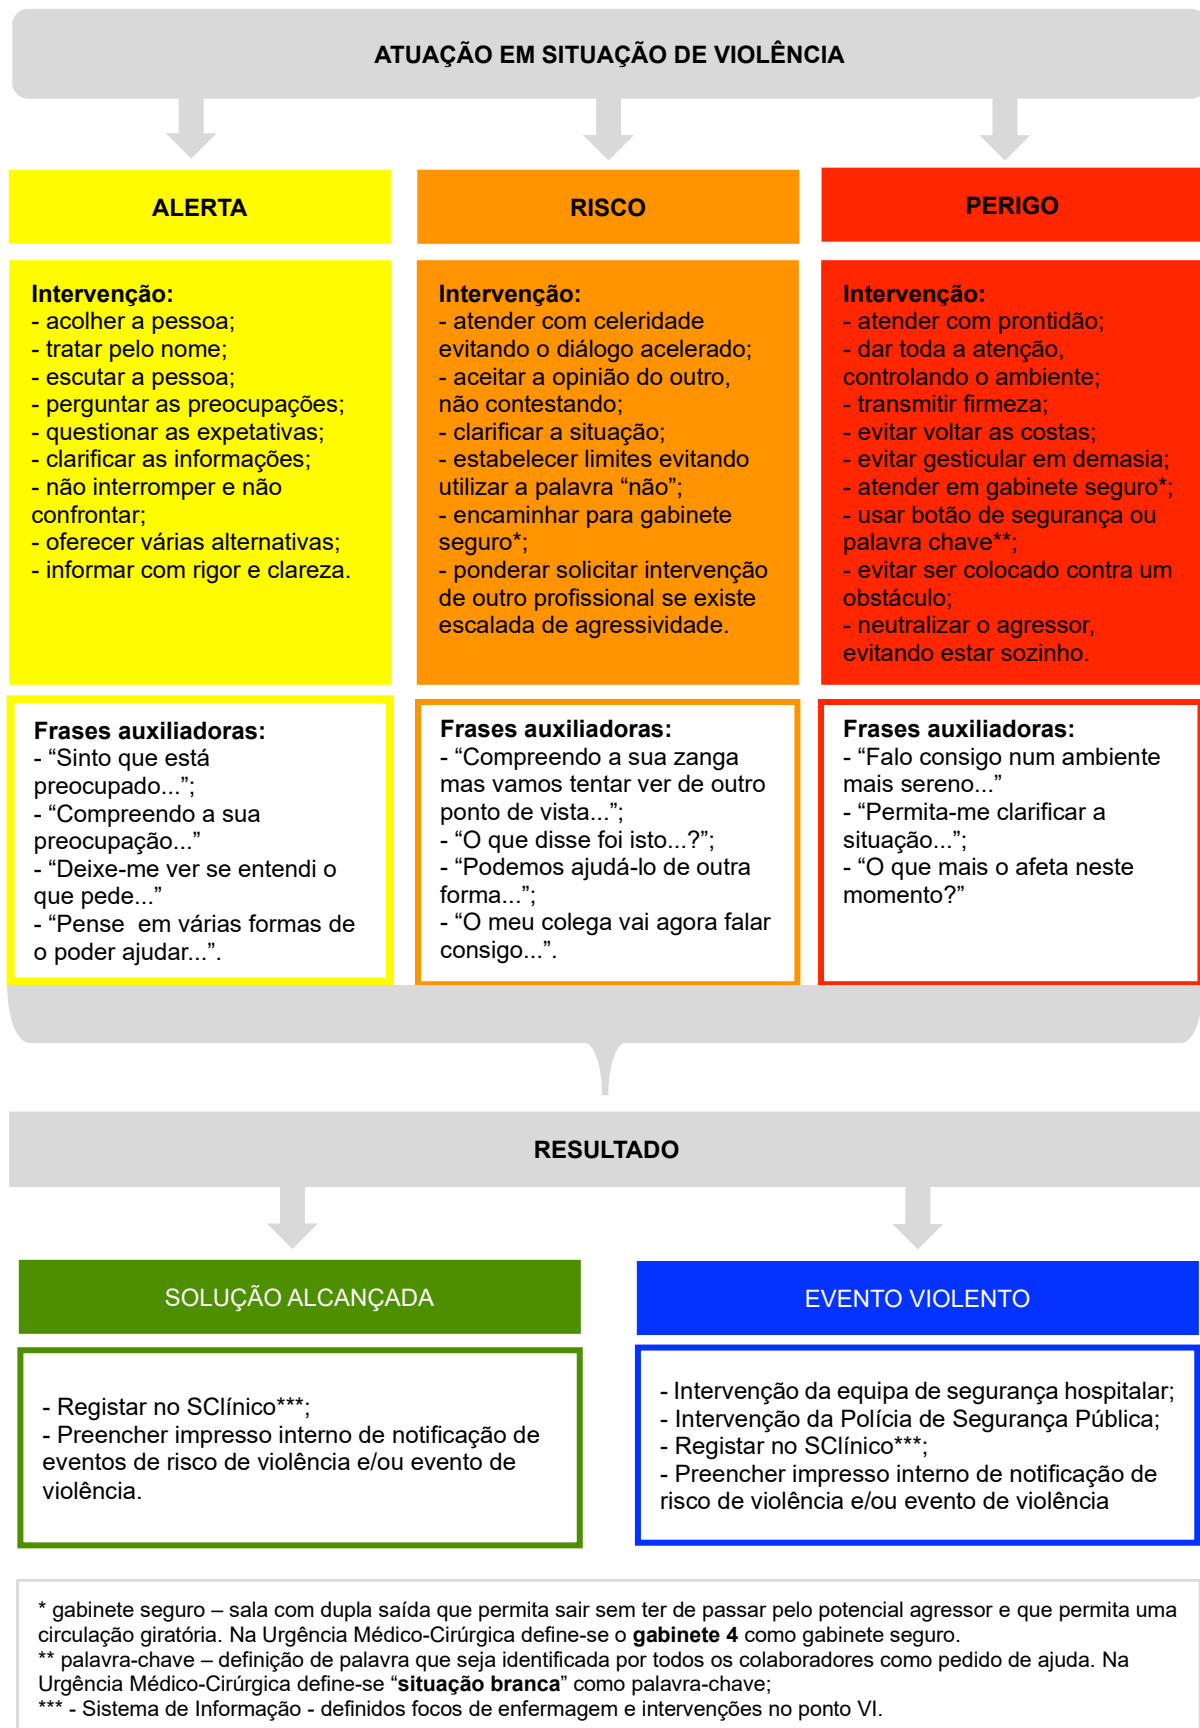 ATUAÇÃO EM SITUAÇÃO DE VIOLÊNCIA
ALERTA
Intervenção:
- acolher a pessoa;
- tratar pelo nome;
- escutar a pessoa;
- perguntar as preocupações;
- questionar as expetativas;
- clarificar as informações;
- não interromper e não
confrontar;
- oferecer várias alternativas;
- informar com rigor e clareza.
Frases auxiliadoras:
- “Sinto que está
preocupado...”;
- “Compreendo a sua
preocupação...”
- “Deixe-me ver se entendi o
que pede...”
- “Pense  em várias formas de
o poder ajudar...”.
RISCO
Intervenção:
- atender com celeridade
evitando o diálogo acelerado;
- aceitar a opinião do outro,
não contestando;
- clarificar a situação;
- estabelecer limites evitando
utilizar a palavra “não”;
- encaminhar para gabinete
seguro*;
- ponderar solicitar intervenção
de outro profissional se existe
escalada de agressividade.
Frases auxiliadoras:
- “Compreendo a sua zanga
mas vamos tentar ver de outro
ponto de vista...”;
- “O que disse foi isto...?”;
- “Podemos ajudá-lo de outra
forma...”;
- “O meu colega vai agora falar
consigo...”.
PERIGO
Intervenção:
- atender com prontidão;
- dar toda a atenção,
controlando o ambiente;
- transmitir firmeza;
- evitar voltar as costas;
- evitar gesticular em demasia;
- atender em gabinete seguro*;
- usar botão de segurança ou
palavra chave**;
- evitar ser colocado contra um
obstáculo;
- neutralizar o agressor,
evitando estar sozinho.
Frases auxiliadoras:
- “Falo consigo num ambiente
mais sereno...”
- “Permita-me clarificar a
situação...”;
- “O que mais o afeta neste
momento?”
RESULTADO
SOLUÇÃO ALCANÇADA
- Registar no SClínico***;
- Preencher impresso interno de notificação de
eventos de risco de violência e/ou evento de
violência.
EVENTO VIOLENTO
- Intervenção da equipa de segurança hospitalar;
- Intervenção da Polícia de Segurança Pública;
- Registar no SClínico***;
- Preencher impresso interno de notificação de
risco de violência e/ou evento de violência
* gabinete seguro – sala com dupla saída que permita sair sem ter de passar pelo potencial agressor e que permita uma
circulação giratória. Na Urgência Médico-Cirúrgica define-se o gabinete 4 como gabinete seguro.
** palavra-chave – definição de palavra que seja identificada por todos os colaboradores como pedido de ajuda. Na
Urgência Médico-Cirúrgica define-se “situação branca” como palavra-chave;
*** - Sistema de Informação - definidos focos de enfermagem e intervenções no ponto VI.